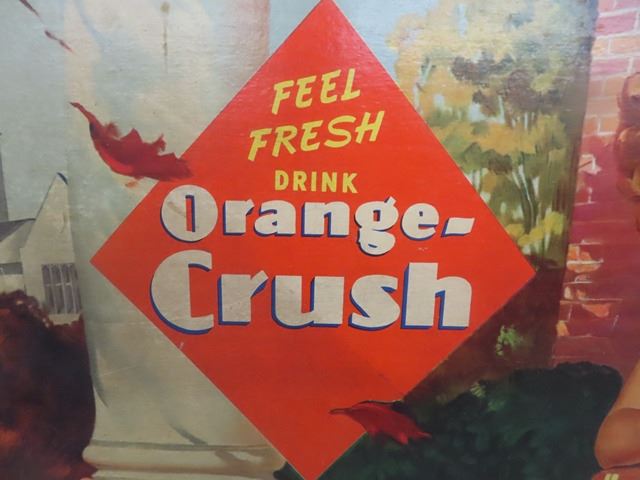 FEEL
FRESH
DRINK
Orange-
Crush